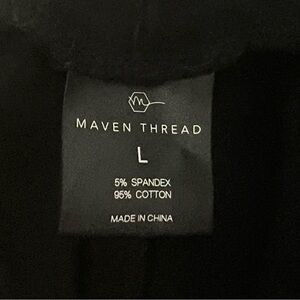 MAVEN THREAD
L
5% SPANDEX
95% COTTON
MADE IN CHINA